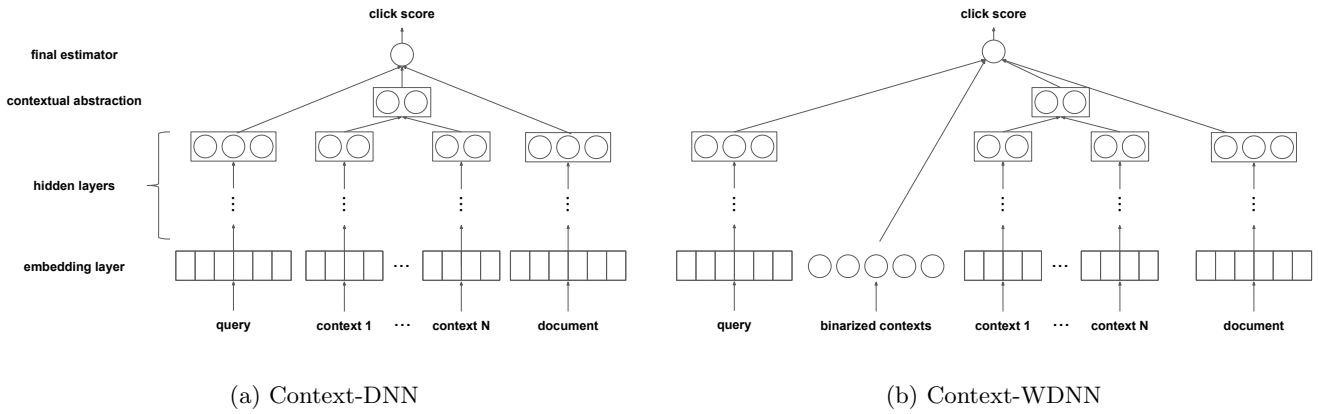 click score
click score
final estimator
contextual abstraction
hidden layers
embedding layer
query
context 1
...
context N
document
query
binarized contexts
context 1
...
context N
document
(a) Context-DNN
(b) Context-WDNN